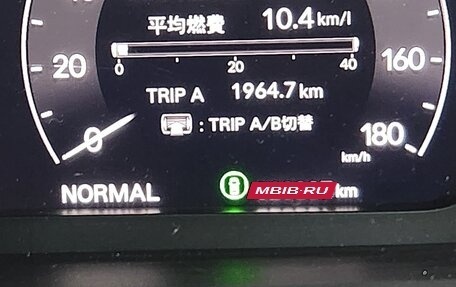 平均燃費 10.4 km/l
20 160
0 20 40
TRIP A 1964.7 km
: TRIP A/B切替
0 180
km/h
NORMAL MBIB·RU km